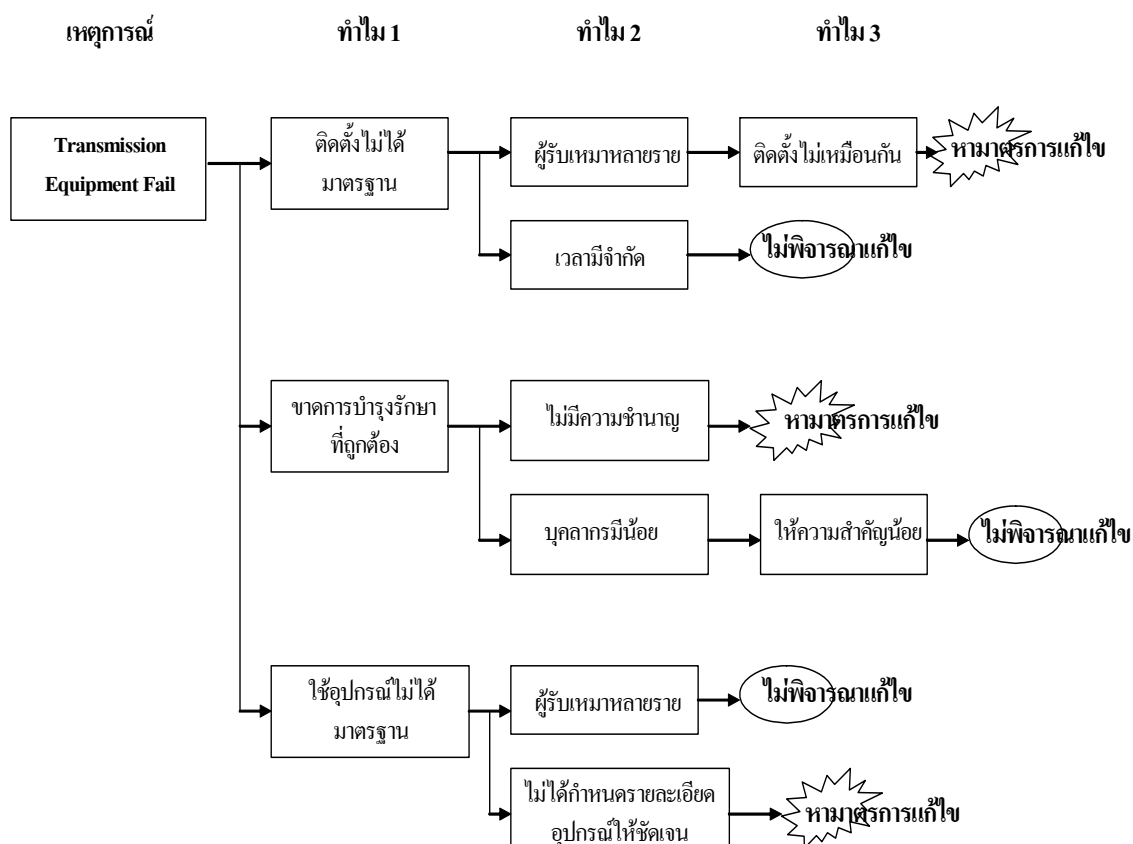 เหตุการณ์ ทำไม 1 ทำไม 2 ทำไม 3
Transmission
Equipment Fail
ติดตั้งไม่ได้
มาตรฐาน
ผู้รับเหมาหลายราย
ติดตั้งไม่เหมือนกัน
หามาตรการแก้ไข
เวลามีจำกัด
ไม่พิจารณาแก้ไข
ขาดการบำรุงรักษา
ที่ถูกต้อง
ไม่มีความชำนาญ
หามาตรการแก้ไข
บุคลากรมีน้อย
ให้ความสำคัญน้อย
ไม่พิจารณาแก้ไข
ใช้อุปกรณ์ไม่ได้
มาตรฐาน
ผู้รับเหมาหลายราย
ไม่พิจารณาแก้ไข
ไม่ได้กำหนดรายละเอียด
อุปกรณ์ให้ชัดเจน
หามาตรการแก้ไข